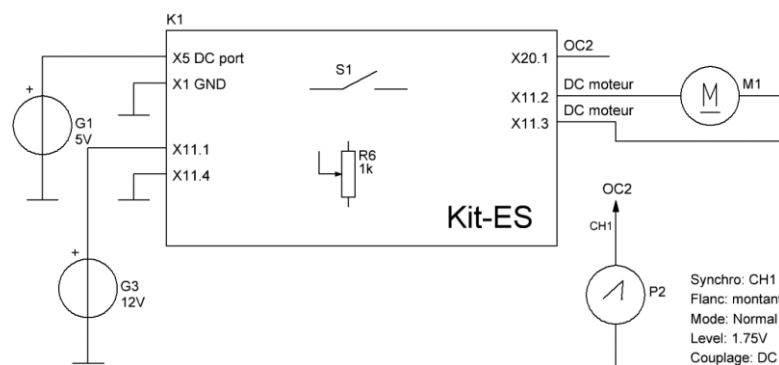 K1
X5 DC port
X1 GND
S1
X20.1
OC2
X11.2
DC moteur
M
M1
DC moteur
X11.3
+
G1
5V
X11.1
X11.4
R6
1k
Kit-ES
OC2
CH1
+
G3
12V
P2
Synchro: CH1
Flanc: montant
Mode: Normal
Level: 1.75V
Couplage: DC